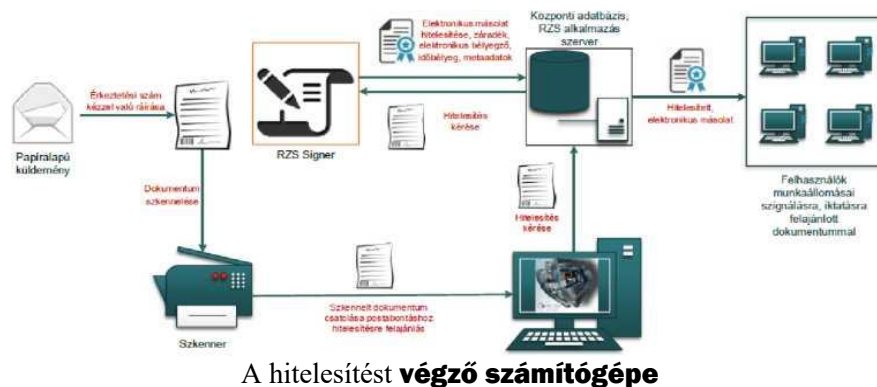 Elektronikus másolat
hitelesítése, záradék,
elektronikus bélyegző,
időbélyeg, metaadatok
Központi adatbázis,
RZS alkalmazás
szerver
Érkeztetési szám
kézzel való ráírása
Hitelesítés
kérése
Hitelesített,
elektronikus másolat
Papíralapú
küldemény
RZS Signer
Dokumentum
szkennelése
Hitelesítés
kérése
Felhasználók
munkaállomásai
szignálásra, iktatásra
felajánlott
dokumentummal
Szkennelt dokumentum
csatolása postabontáshoz
hitelesítésre felajánlás
Szkenner
A hitelesítést végző számítógépe